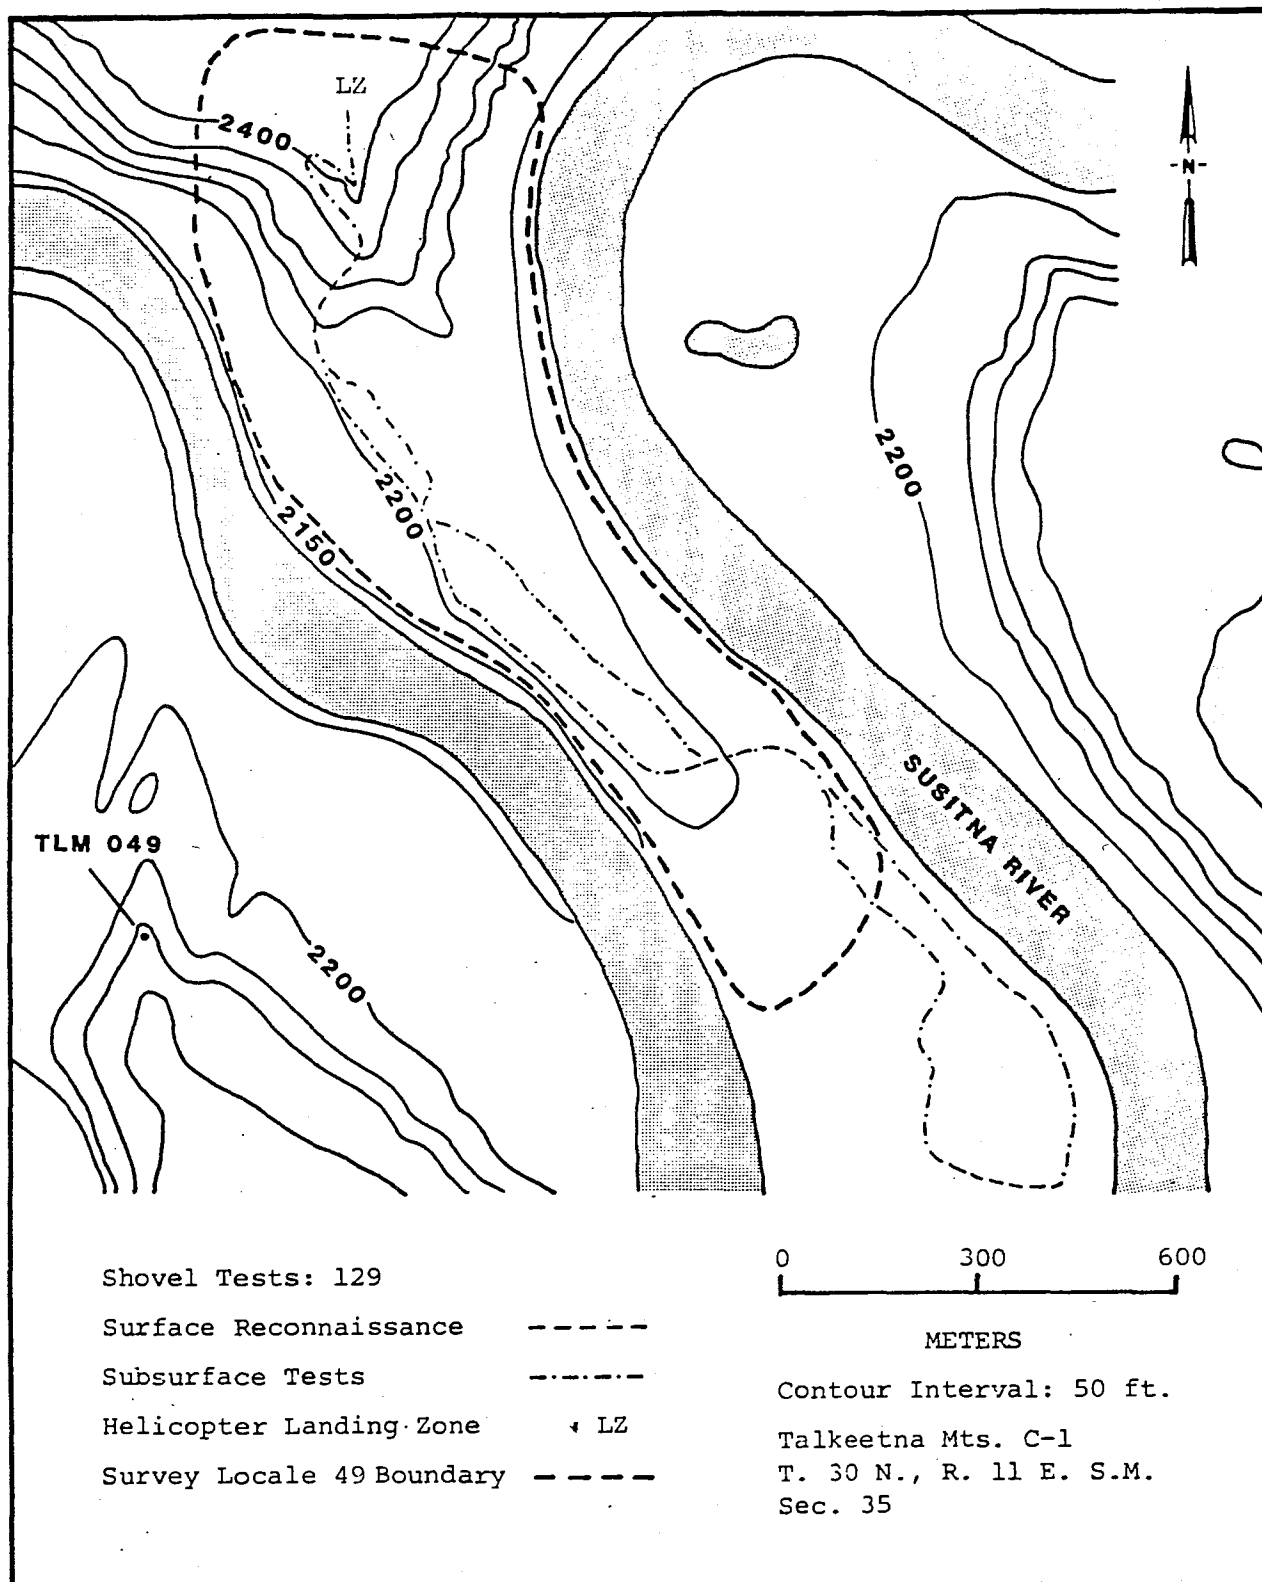 LZ
2400
-N-
2200
2200
2150
SUSITNA RIVER
TLM 049
2200
0 300 600
METERS
Shovel Tests: 129
Surface Reconnaissance
Subsurface Tests
Helicopter Landing Zone LZ
Survey Locale 49 Boundary
Contour Interval: 50 ft.
Talkeetna Mts. C-1
T. 30 N., R. 11 E. S.M.
Sec. 35